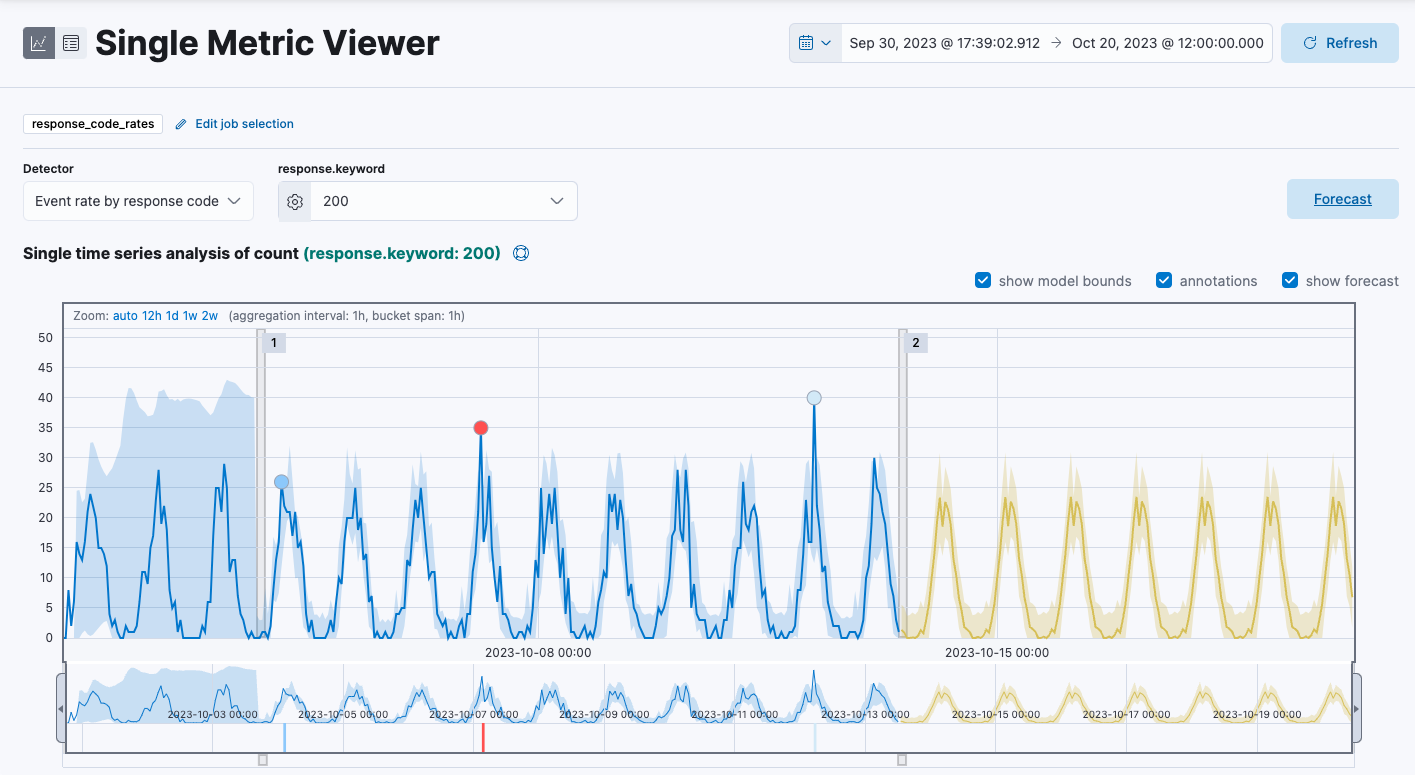 Single Metric Viewer
Sep 30, 2023 @ 17:39:02.912 → Oct 20, 2023 @ 12:00:00.000
Refresh
response_code_rates
Edit job selection
Detector
response.keyword
Event rate by response code
200
Forecast
Single time series analysis of count (response.keyword: 200)
show model bounds
annotations
show forecast
Zoom: auto 12h 1d 1w 2w (aggregation interval: 1h, bucket span: 1h)
1
2
50
45
40
35
30
25
20
15
10
5
0
2023-10-08 00:00
2023-10-15 00:00
2023-10-03 00:00
2023-10-05 00:00
2023-10-07 00:00
2023-10-09 00:00
2023-10-11 00:00
2023-10-13 00:00
2023-10-15 00:00
2023-10-17 00:00
2023-10-19 00:00